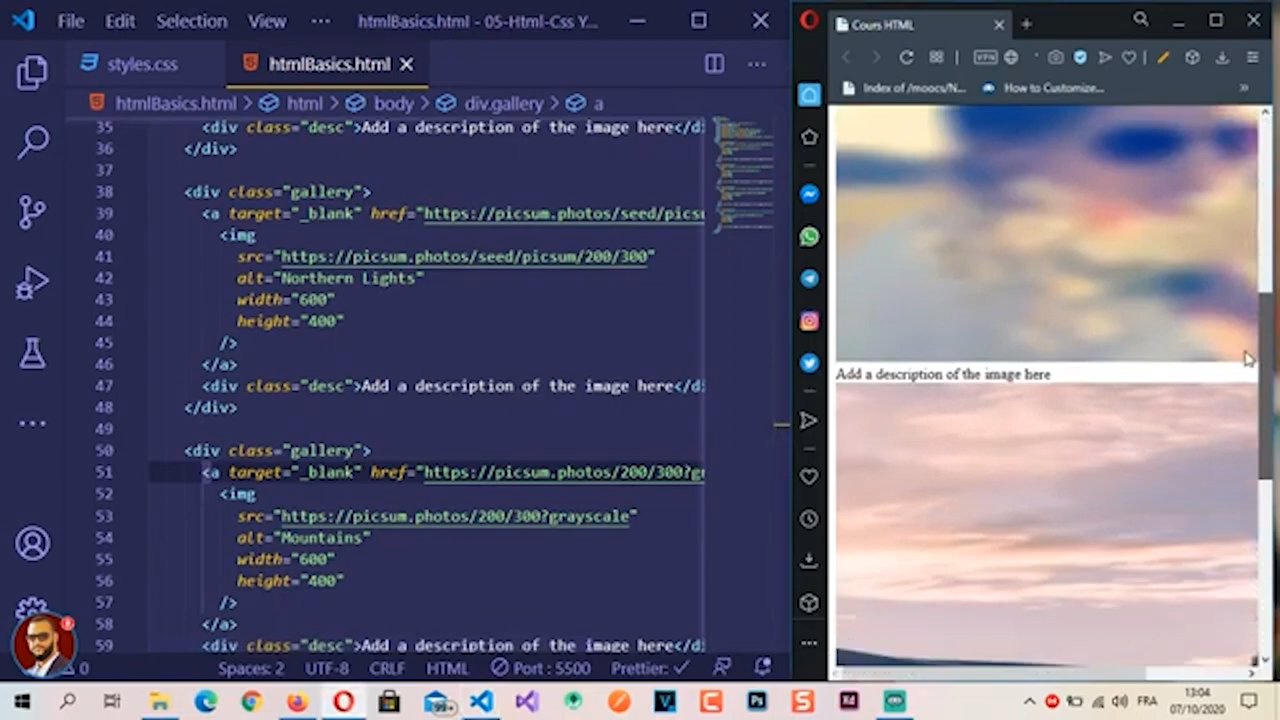 File Edit Selection View ··· htmlBasics.html - 05-Html-Css Y...
styles.css
htmlBasics.html
htmlBasics.html > html > body > div.gallery > a
35 <div class="desc">Add a description of the image here</di
36 </div>
37
38 <div class="gallery">
39 <a target="_blank" href="https://picsum.photos/seed/picsu
40 <img
41 src="https://picsum.photos/seed/picsum/200/300"
42 alt="Northern Lights"
43 width="600"
44 height="400"
45 />
46 </a>
47 <div class="desc">Add a description of the image here</di
48 </div>
49
50 <div class="gallery">
51 <a target="_blank" href="https://picsum.photos/200/300?gr
52 <img
53 src="https://picsum.photos/200/300?grayscale"
54 alt="Mountains"
55 width="600"
56 height="400"
57 />
58 </a>
59 <div class="desc">Add a description of the image here</di
0 Spaces: 2 UTF-8 CRLF HTML Port : 5500 Prettier: ✓
Cours HTML
VPN
Index of /moocs/N...
How to Customize...
Add a description of the image here
99+
FRA
13:04
07/10/2020